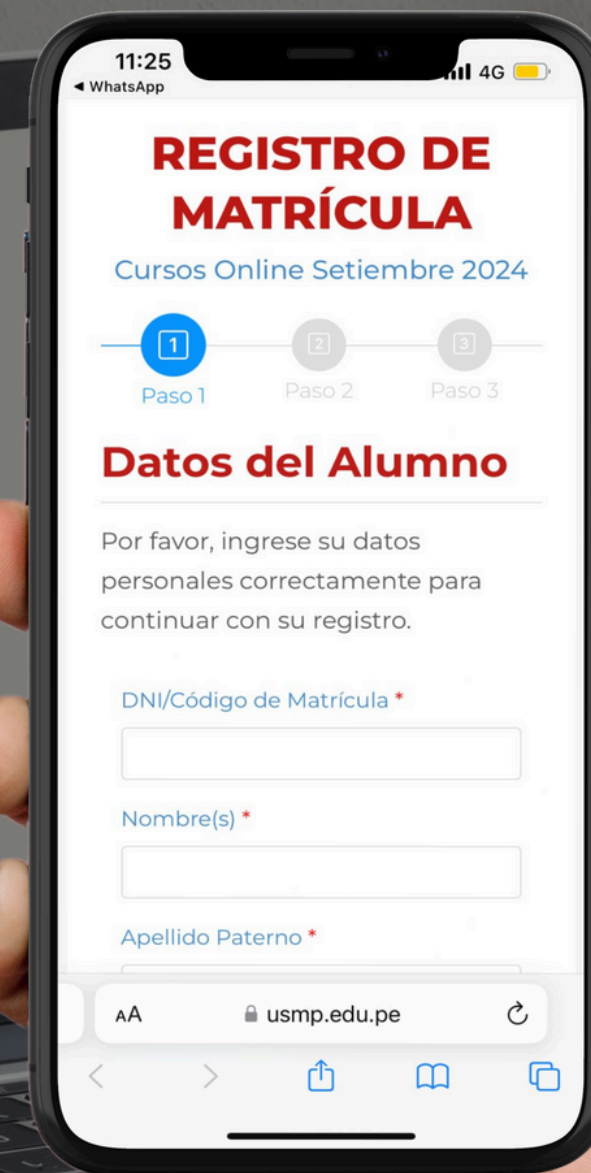 11:25
4G
◀ WhatsApp
REGISTRO DE
MATRÍCULA
Cursos Online Setiembre 2024
1
2
3
Paso 1
Paso 2
Paso 3
Datos del Alumno
Por favor, ingrese su datos
personales correctamente para
continuar con su registro.
DNI/Código de Matrícula *
Nombre(s) *
Apellido Paterno *
AA
usmp.edu.pe